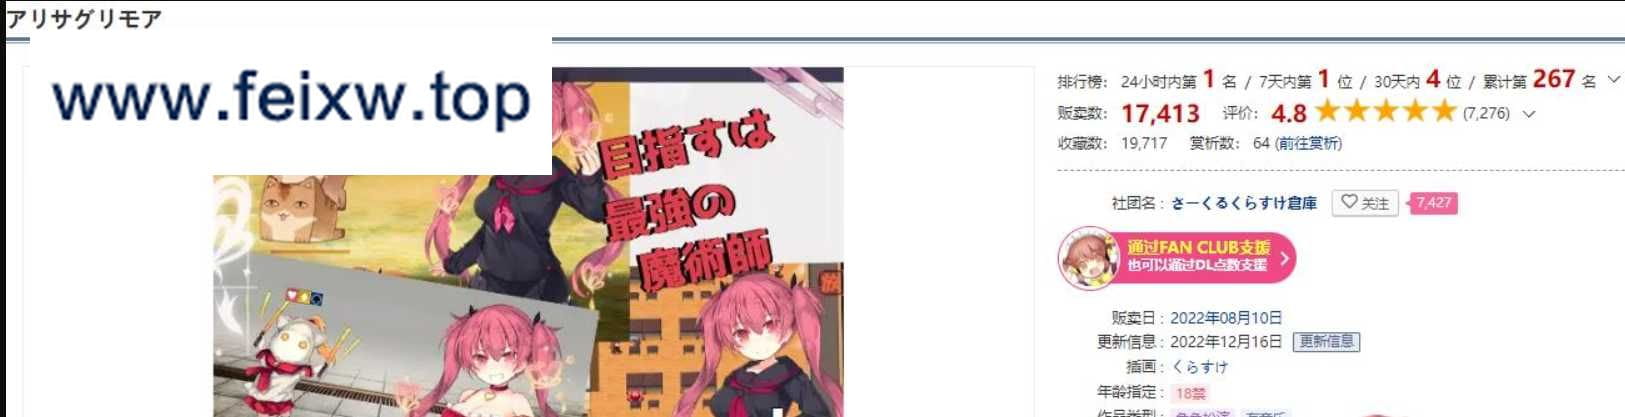 アリサグリモア
www.feixw.top
目指すは
最強の
魔術師
排行榜: 24小时内第 1 名 / 7天内第 1 位 / 30天内 4 位 / 累计第 267 名
贩卖数: 17,413 评价: 4.8 (7,276)
收藏数: 19,717 赏析数: 64 (前往赏析)
社团名 : さーくるくらすけ倉庫 关注 7,427
通过FAN CLUB支援
也可以通过DL点数支援
贩卖日 : 2022年08月10日
更新信息 : 2022年12月16日 更新信息
插画 : くらすけ
年龄指定 : 18禁